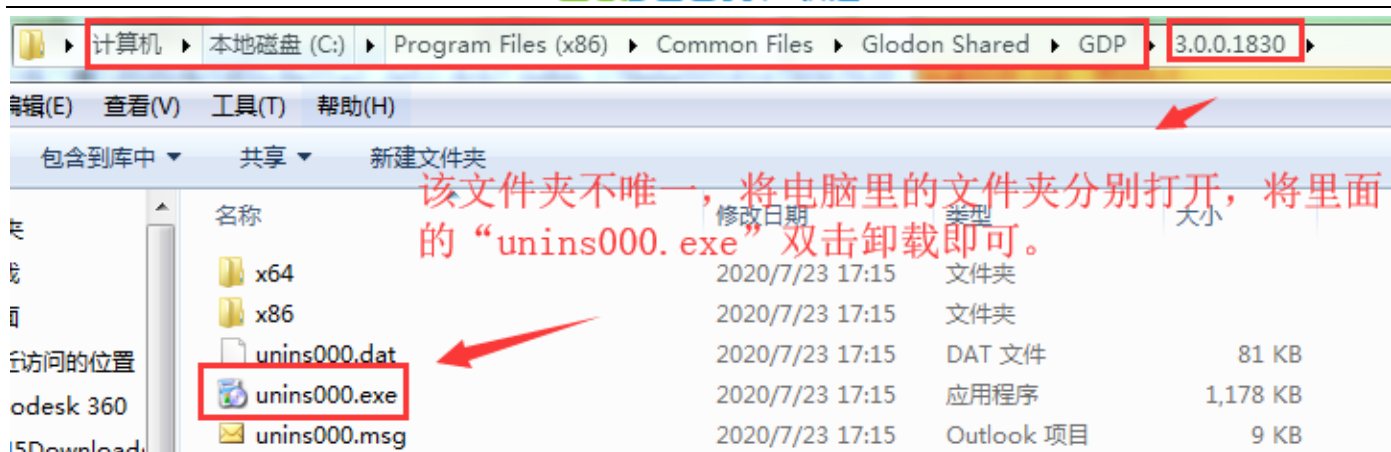 计算机 ▸ 本地磁盘 (C:) ▸ Program Files (x86) ▸ Common Files ▸ Glodon Shared ▸ GDP ▸ 3.0.0.1830 ▸
编辑(E) 查看(V) 工具(T) 帮助(H)
包含到库中 共享 新建文件夹
该文件夹不唯一，将电脑里的文件夹分别打开，将里面
的“unins000.exe”双击卸载即可。
名称 修改日期 类型 大小
x64 2020/7/23 17:15 文件夹
x86 2020/7/23 17:15 文件夹
unins000.dat 2020/7/23 17:15 DAT 文件 81 KB
unins000.exe 2020/7/23 17:15 应用程序 1,178 KB
unins000.msg 2020/7/23 17:15 Outlook 项目 9 KB
夹
面
近访问的位置
odesk 360